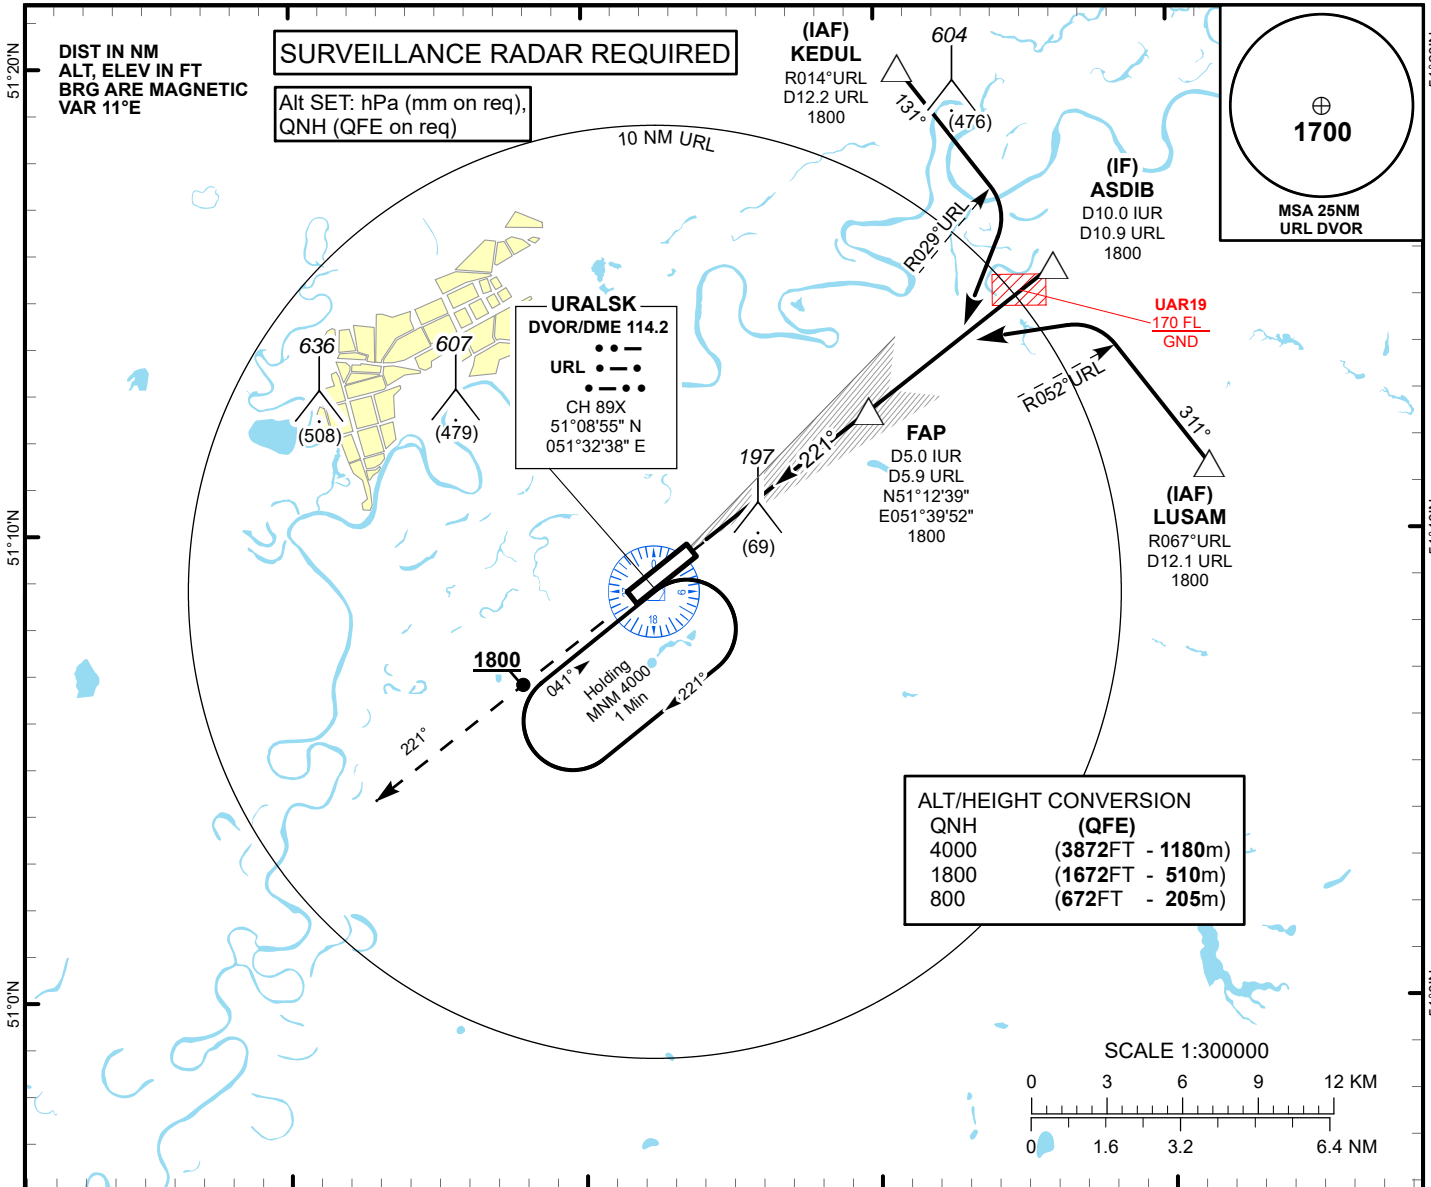 DIST IN NM
ALT, ELEV IN FT
BRG ARE MAGNETIC
VAR 11°E
SURVEILLANCE RADAR REQUIRED
Alt SET: hPa (mm on req),
QNH (QFE on req)
10 NM URL
(IAF)
KEDUL
R014°URL
D12.2 URL
1800
604
(476)
131°
1700
MSA 25NM
URL DVOR
(IF)
ASDIB
D10.0 IUR
D10.9 URL
1800
R029°URL
UAR19
170 FL
GND
R052°URL
311°
(IAF)
LUSAM
R067°URL
D12.1 URL
1800
URALSK
DVOR/DME 114.2
URL
CH 89X
51°08'55" N
051°32'38" E
636
(508)
607
(479)
221°
FAP
D5.0 IUR
D5.9 URL
N51°12'39"
E051°39'52"
1800
197
(69)
0
9
18
1800
041°
Holding
MNM 4000
1 Min
221°
221°
ALT/HEIGHT CONVERSION
QNH (QFE)
4000 (3872FT - 1180m)
1800 (1672FT - 510m)
800 (672FT - 205m)
SCALE 1:300000
0 3 6 9 12 KM
0 1.6 3.2 6.4 NM
51°20'N
51°10'N
51°0'N